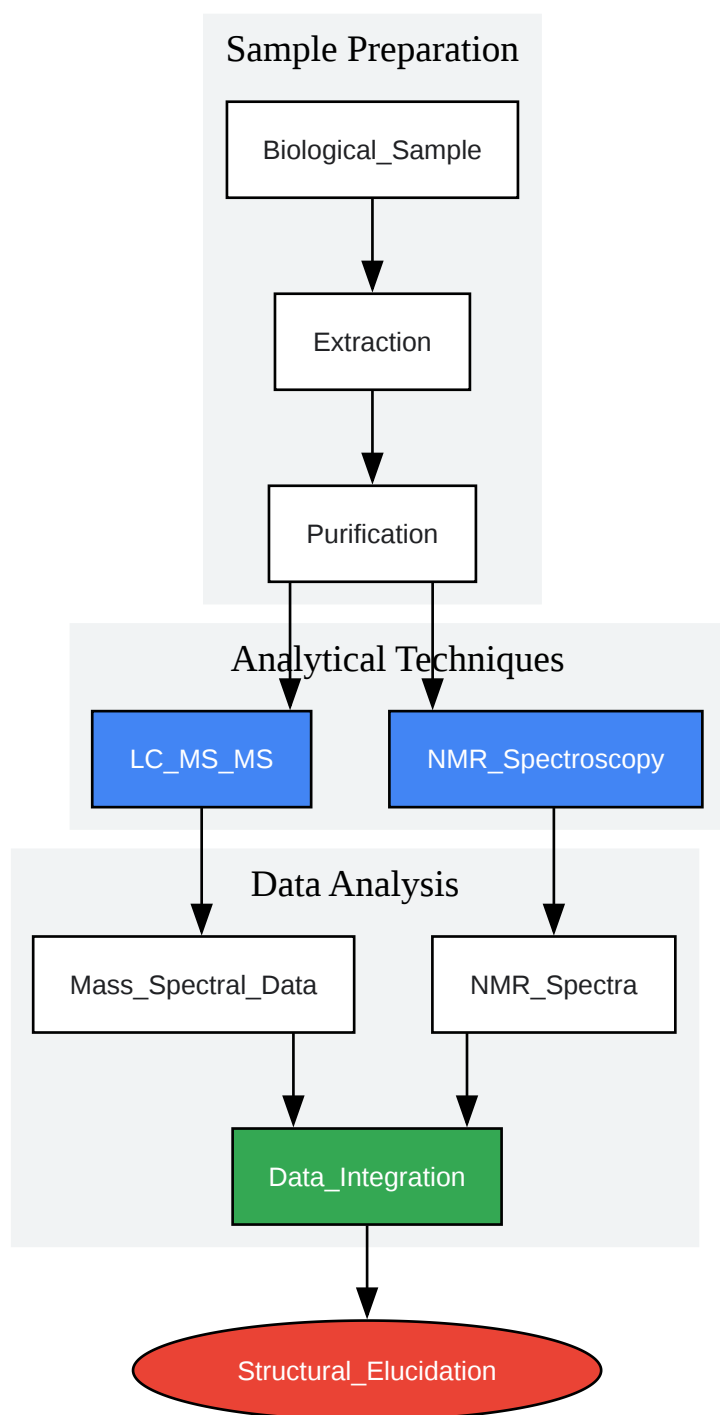 Sample Preparation
Biological_Sample
Extraction
Purification
Analytical Techniques
LC_MS_MS
NMR_Spectroscopy
Data Analysis
Mass_Spectral_Data
NMR_Spectra
Data_Integration
Structural_Elucidation